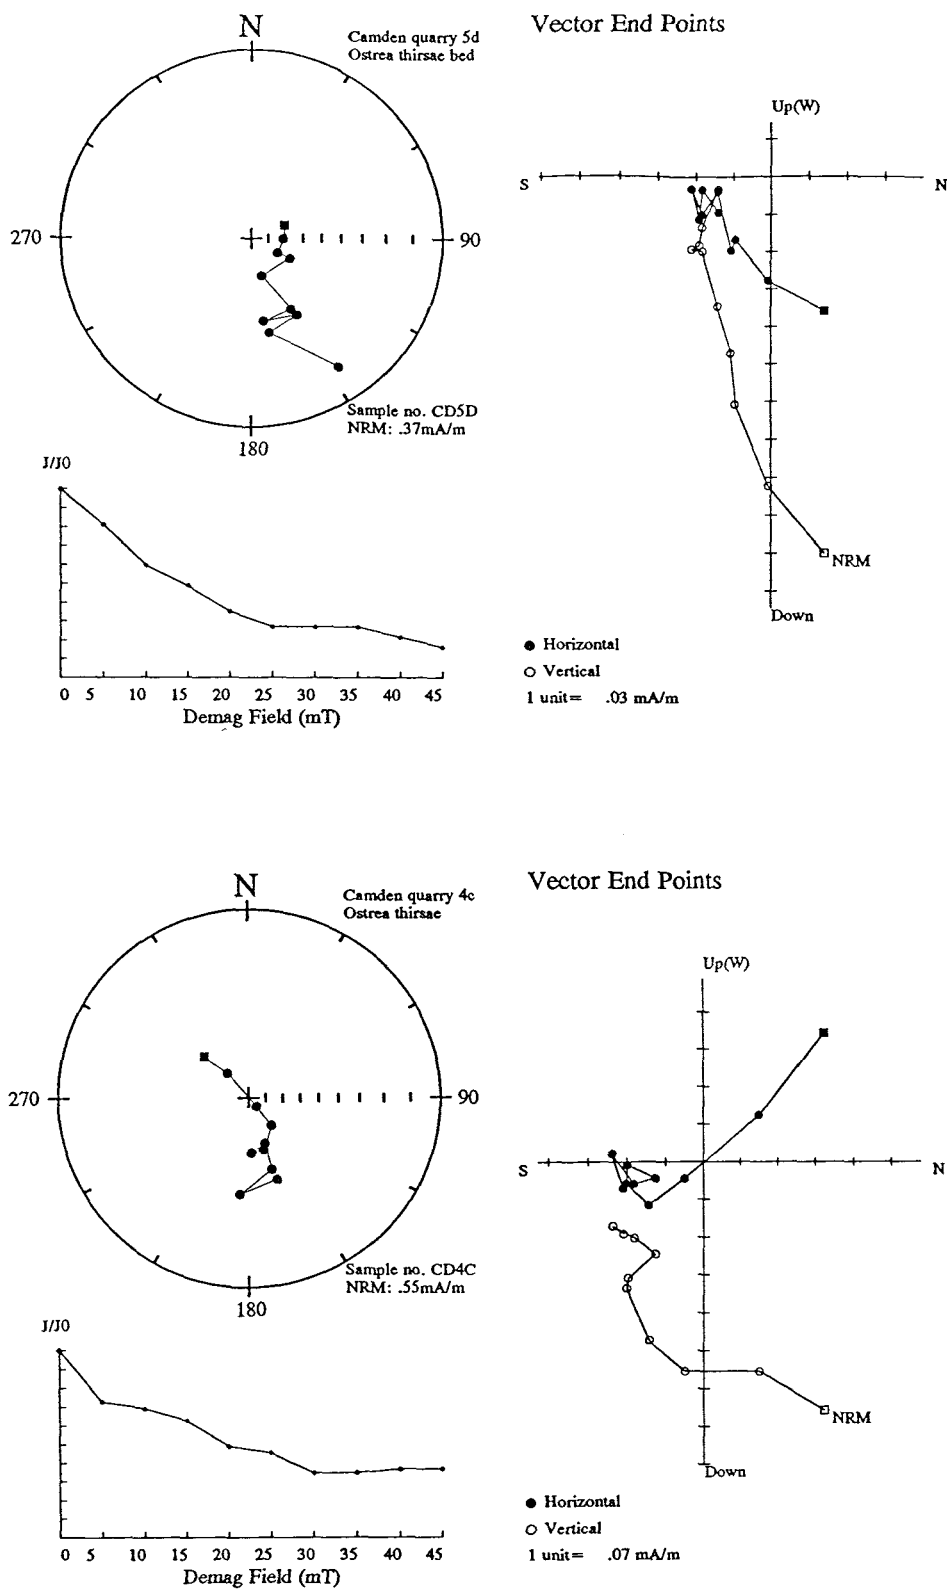 N
Camden quarry 5d
Ostrea thirsae bed
270
90
180
Sample no. CD5D
NRM: .37mA/m
J/J0
0 5 10 15 20 25 30 35 40 45
Demag Field (mT)
Vector End Points
Up(W)
S
N
NRM
Down
Horizontal
Vertical
1 unit= .03 mA/m
N
Camden quarry 4c
Ostrea thirsae
270
90
180
Sample no. CD4C
NRM: .55mA/m
J/J0
0 5 10 15 20 25 30 35 40 45
Demag Field (mT)
Vector End Points
Up(W)
S
N
NRM
Down
Horizontal
Vertical
1 unit= .07 mA/m